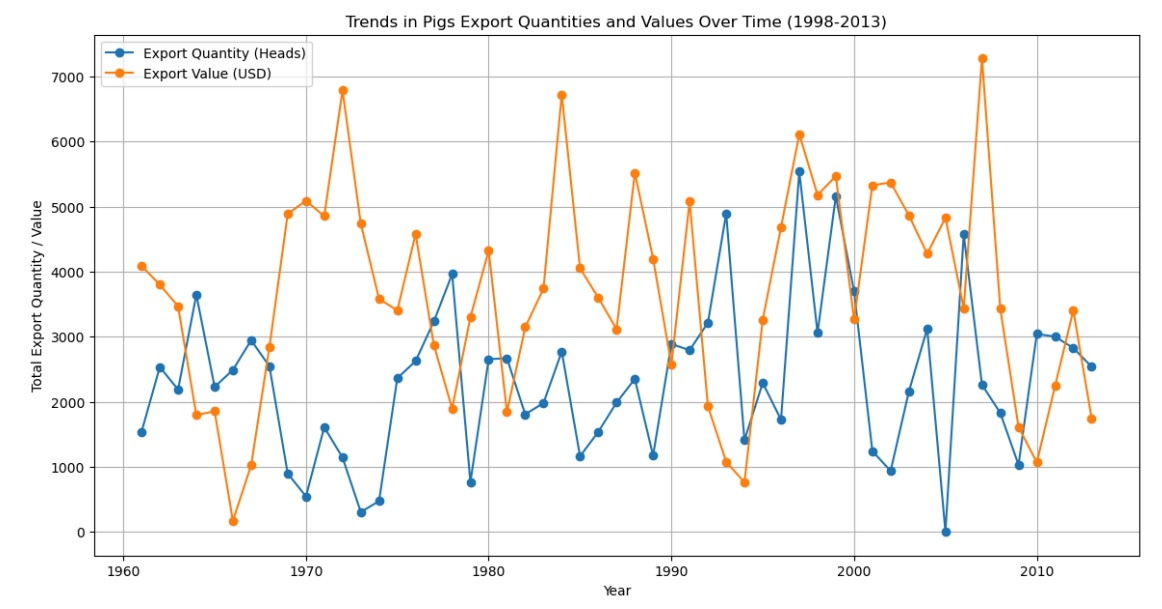 Trends in Pigs Export Quantities and Values Over Time (1998-2013)
Export Quantity (Heads)
Export Value (USD)
7000
6000
5000
4000
3000
2000
1000
0
Total Export Quantity / Value
1960 1970 1980 1990 2000 2010
Year